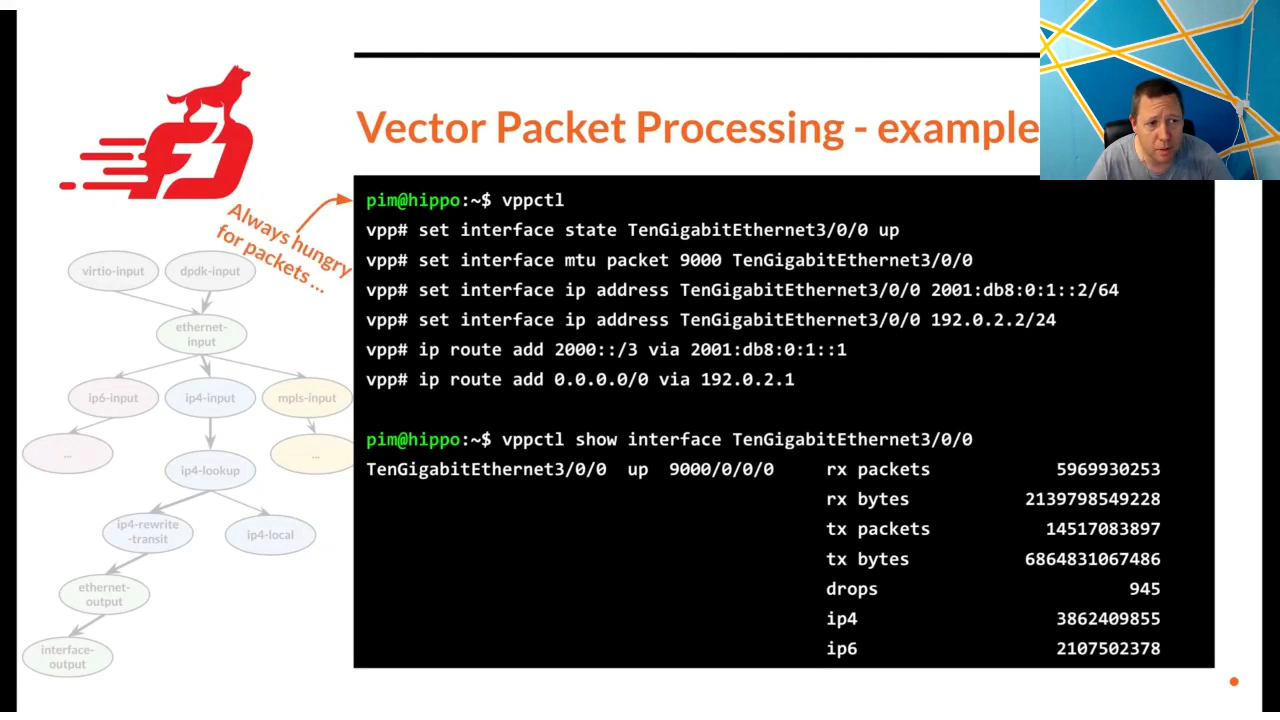 Vector Packet Processing - example
Always hungry
for packets...
pim@hippo:~$ vppctl
vpp# set interface state TenGigabitEthernet3/0/0 up
vpp# set interface mtu packet 9000 TenGigabitEthernet3/0/0
vpp# set interface ip address TenGigabitEthernet3/0/0 2001:db8:0:1::2/64
vpp# set interface ip address TenGigabitEthernet3/0/0 192.0.2.2/24
vpp# ip route add 2000::/3 via 2001:db8:0:1::1
vpp# ip route add 0.0.0.0/0 via 192.0.2.1
pim@hippo:~$ vppctl show interface TenGigabitEthernet3/0/0
TenGigabitEthernet3/0/0 up 9000/0/0/0 rx packets 5969930253
rx bytes 2139798549228
tx packets 14517083897
tx bytes 6864831067486
drops 945
ip4 3862409855
ip6 2107502378
virtio-input
dpdk-input
ethernet-
input
ip6-input
ip4-input
mpls-input
...
ip4-lookup
...
ip4-rewrite
-transit
ip4-local
ethernet-
output
interface-
output